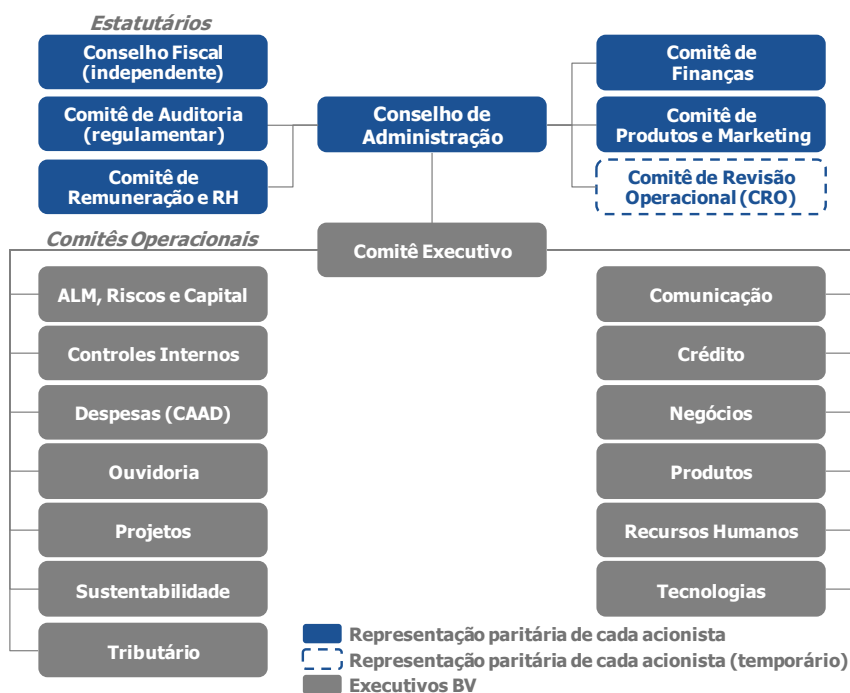 Estatutários
Conselho Fiscal
(independente)
Comitê de Auditoria
(regulamentar)
Comitê de
Remuneração e RH
Conselho de
Administração
Comitê de
Finanças
Comitê de
Produtos e Marketing
Comitê de Revisão
Operacional (CRO)
Comitês Operacionais
Comitê Executivo
ALM, Riscos e Capital
Controles Internos
Despesas (CAAD)
Ouvidoria
Projetos
Sustentabilidade
Tributário
Comunicação
Crédito
Negócios
Produtos
Recursos Humanos
Tecnologias
Representação paritária de cada acionista
Representação paritária de cada acionista (temporário)
Executivos BV